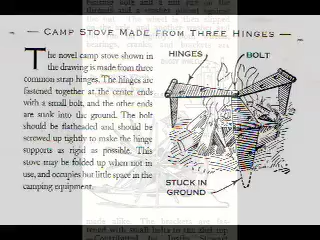 CAMP STOVE MADE FROM THREE HINGES
The novel camp stove shown in
the drawing is made from three
common strap hinges. The hinges are
fastened together at the center ends
with a small bolt, and the other ends
are sunk into the ground. The bolt
should be flatheaded and should be
screwed up tightly to make the hinge
supports as rigid as possible. This
stove may be folded up when not in
use, and occupies but little space in the
camping equipment.
HINGES
BOLT
STUCK IN
GROUND